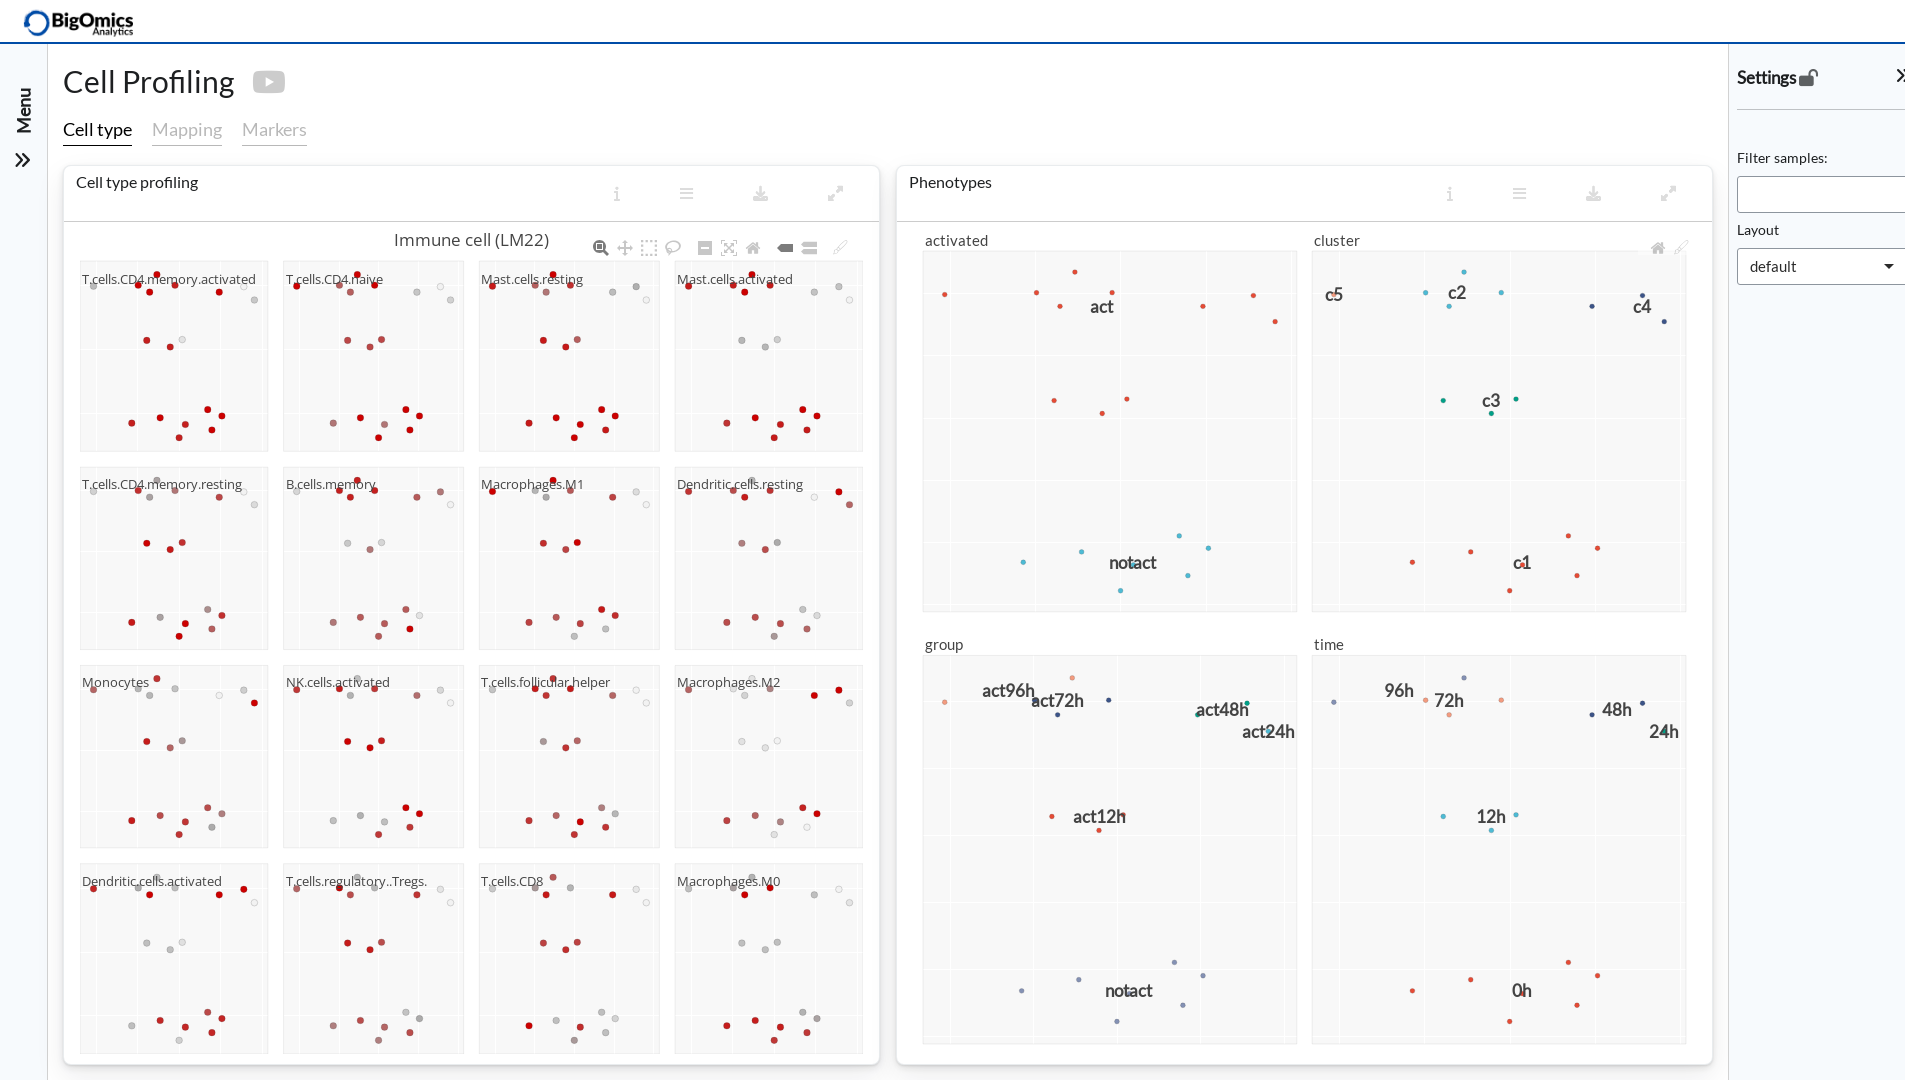 BigOmics
Analytics
Menu
Cell Profiling
Cell type Mapping Markers
Settings
Filter samples:
Layout
default
Cell type profiling
Immune cell (LM22)
T.cells.CD4.memory.activated T.cells.CD4.naive Mast.cells.resting Mast.cells.activated
T.cells.CD4.memory.resting B.cells.memory Macrophages.M1 Dendritic.cells.resting
Monocytes NK.cells.activated T.cells.follicular.helper Macrophages.M2
Dendritic.cells.activated T.cells.regulatory..Tregs. T.cells.CD8 Macrophages.M0
Phenotypes
activated
act
notact
cluster
c5 c2 c4
c3
c1
group
act96h
act72h
act48h
act24h
act12h
notact
time
96h
72h
48h
24h
12h
0h